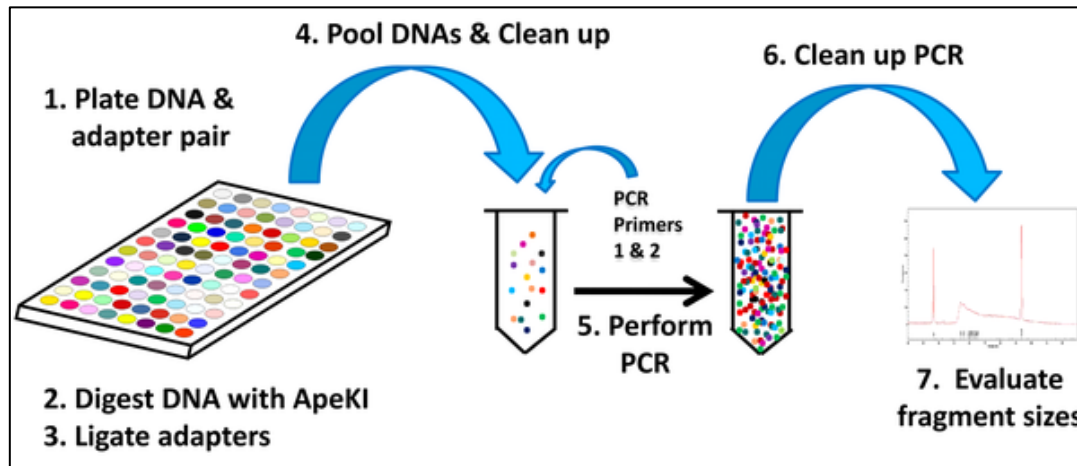 4. Pool DNAs & Clean up
6. Clean up PCR
1. Plate DNA &
adapter pair
PCR
Primers
1 & 2
5. Perform
PCR
2. Digest DNA with ApeKI
3. Ligate adapters
7. Evaluate
fragment sizes